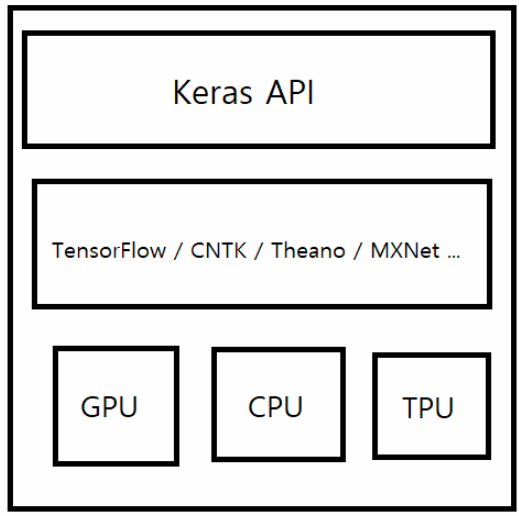 Keras API
TensorFlow / CNTK / Theano / MXNet ...
GPU CPU TPU